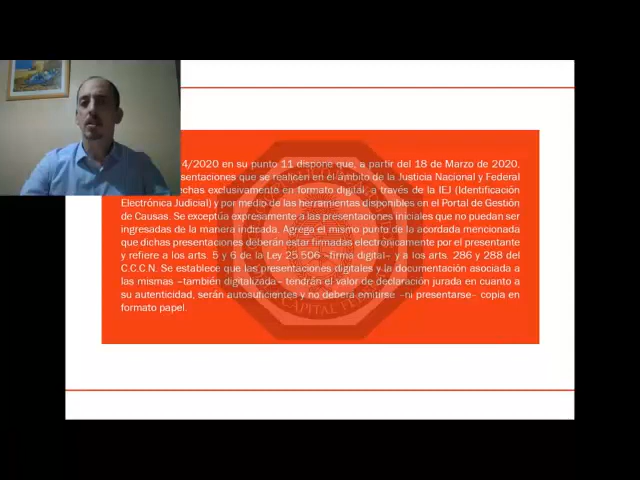 4/2020 en su punto 11 dispone que, a partir del 18 de Marzo de 2020,
que se realicen en el ámbito de la Justicia Nacional y Federal
exclusivamente en formato digital, a través de la IEJ (Identificación
Electrónica Judicial) y por medio de las herramientas disponibles en el Portal de Gestión
de Causas. Se exceptúa expresamente a las presentaciones iniciales que no puedan ser
ingresadas de la manera indicada. Agrega el mismo punto de la acordada mencionada
que dichas presentaciones deberán estar firmadas electrónicamente por el presentante
y refiere a los arts. 5 y 6 de la Ley 25.506 –firma digital– y a los arts. 286 y 288 del
C.C.C.N. Se establece que las presentaciones digitales y la documentación asociada a
las mismas –también digitalizada– tendrán el valor de declaración jurada en cuanto a
su autenticidad, serán autosuficientes y no deberá emitirse –ni presentarse– copia en
formato papel.
CAPITAL FE